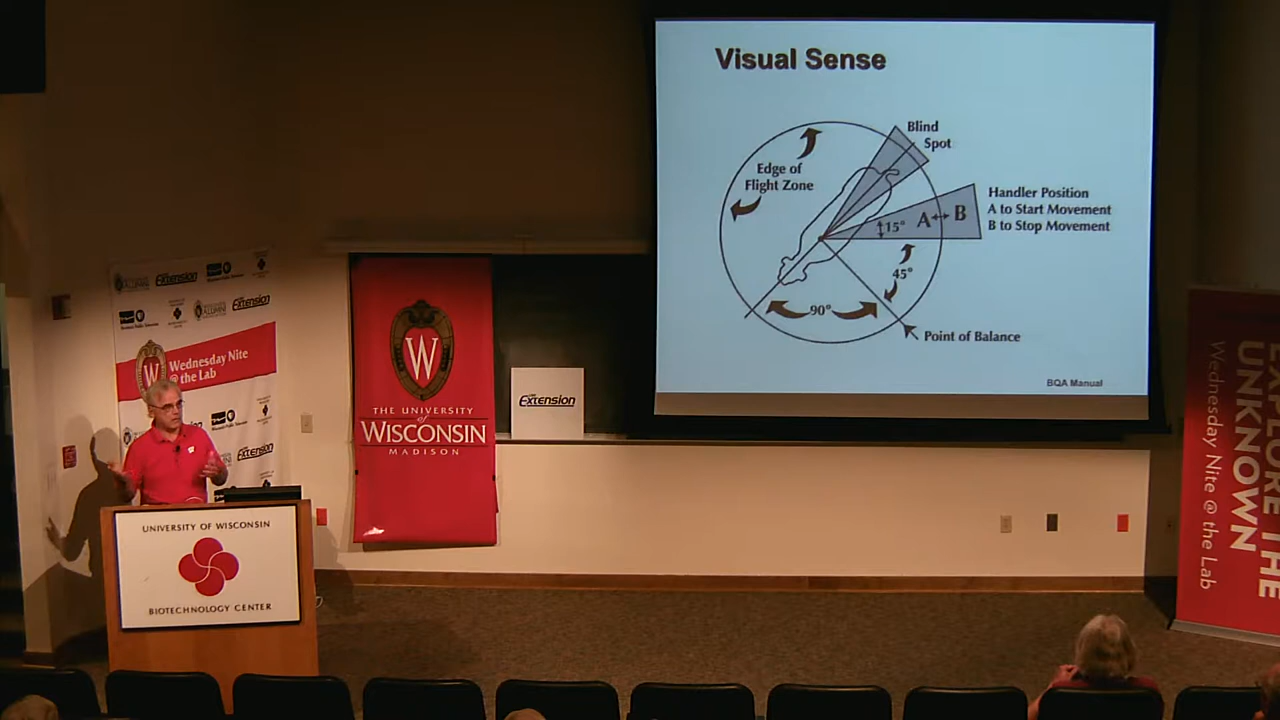 Visual Sense
Blind
Spot
Edge of
Flight Zone
Handler Position
A to Start Movement
B to Stop Movement
A
B
15°
45°
90°
Point of Balance
BQA Manual
Extension
Extension
Wednesday Nite
@ the Lab
W
Extension
W
THE UNIVERSITY
of
WISCONSIN
MADISON
Extension
UNIVERSITY OF WISCONSIN
BIOTECHNOLOGY CENTER
EXPLORE THE
UNKNOWN
Wednesday Nite @ the Lab